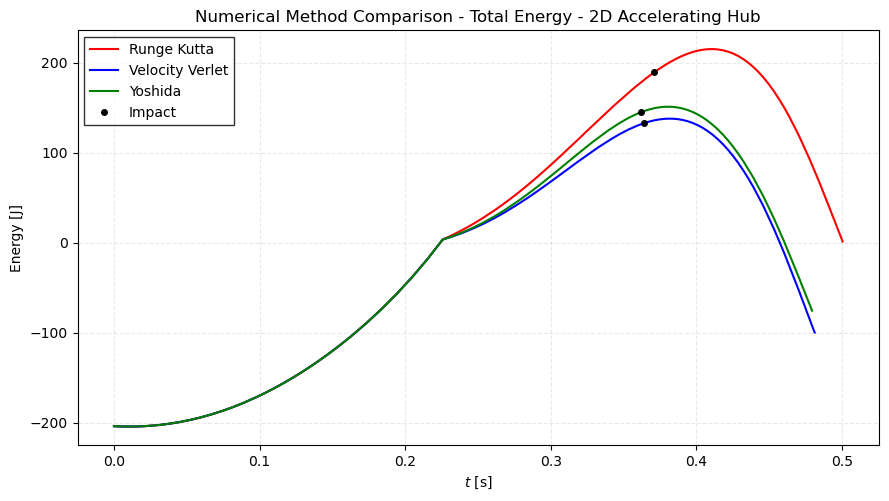 Numerical Method Comparison - Total Energy - 2D Accelerating Hub
Runge Kutta
Velocity Verlet
Yoshida
Impact
Energy [J]
200
100
0
−100
−200
0.0 0.1 0.2 0.3 0.4 0.5
t [s]